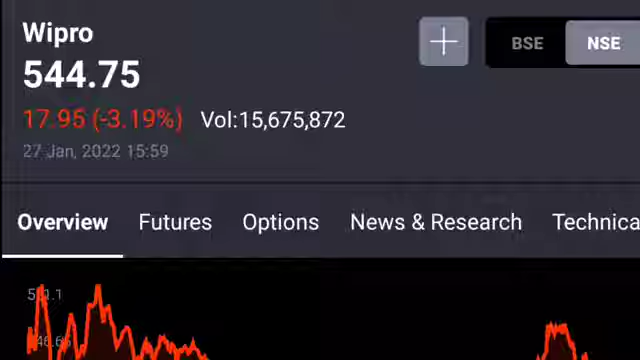 Wipro
BSE NSE
544.75
17.95 (-3.19%) Vol:15,675,872
27 Jan, 2022 15:59
Overview Futures Options News & Research Technica